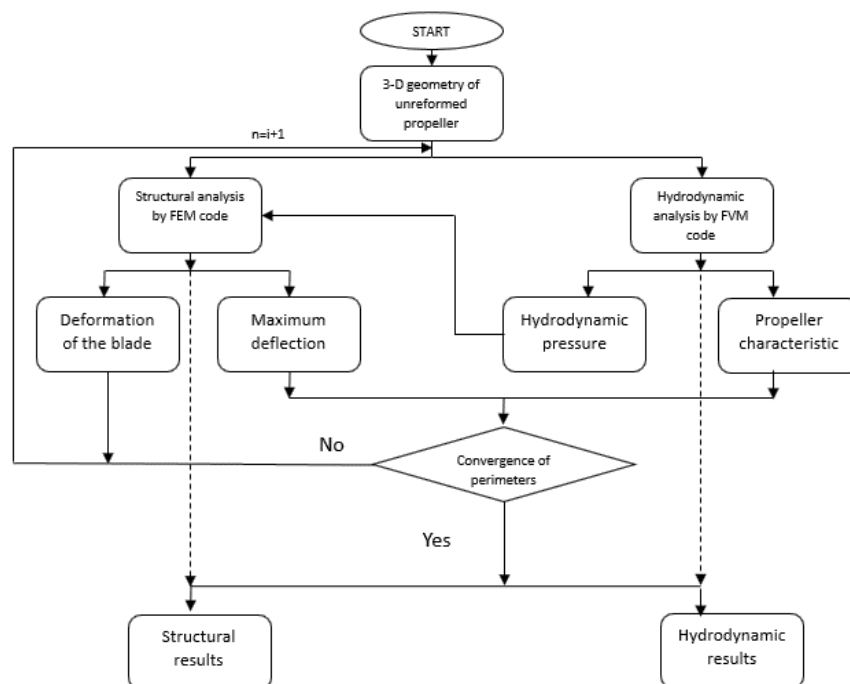 START
3-D geometry of
unreformed
propeller
n=i+1
Structural analysis
by FEM code
Hydrodynamic
analysis by FVM
code
Deformation
of the blade
Maximum
deflection
Hydrodynamic
pressure
Propeller
characteristic
No
Convergence of
perimeters
Yes
Structural
results
Hydrodynamic
results